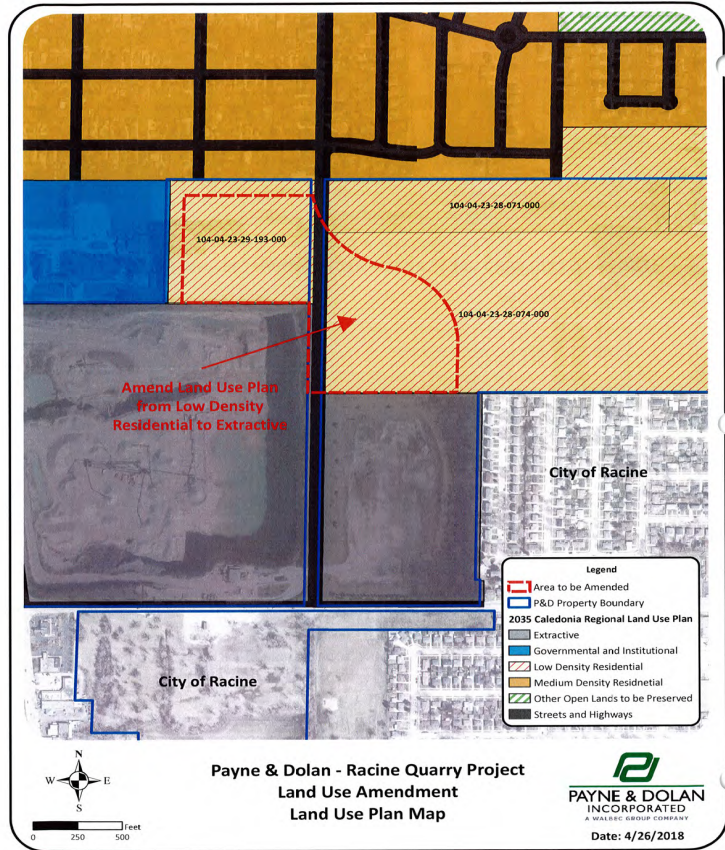 104-04-23-28-071-000
104-04-23-29-193-000
104-04-23-28-074-000
Amend Land Use Plan
from Low Density
Residential to Extractive
City of Racine
City of Racine
Legend
Area to be Amended
P&D Property Boundary
2035 Caledonia Regional Land Use Plan
Extractive
Governmental and Institutional
Low Density Residential
Medium Density Residnetial
Other Open Lands to be Preserved
Streets and Highways
N
W E
S
Feet
0 250 500
Payne & Dolan - Racine Quarry Project
Land Use Amendment
Land Use Plan Map
PAYNE & DOLAN
INCORPORATED
A WALBEC GROUP COMPANY
Date: 4/26/2018